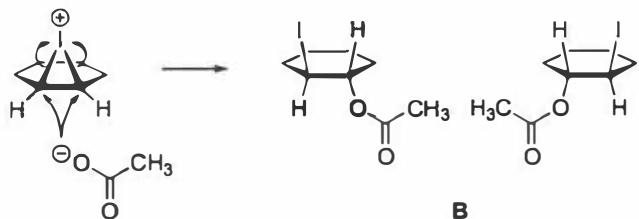 ⊕
I I H H I
H H
H O CH₃ H₃C O H
⊖ O CH₃
O O O
B